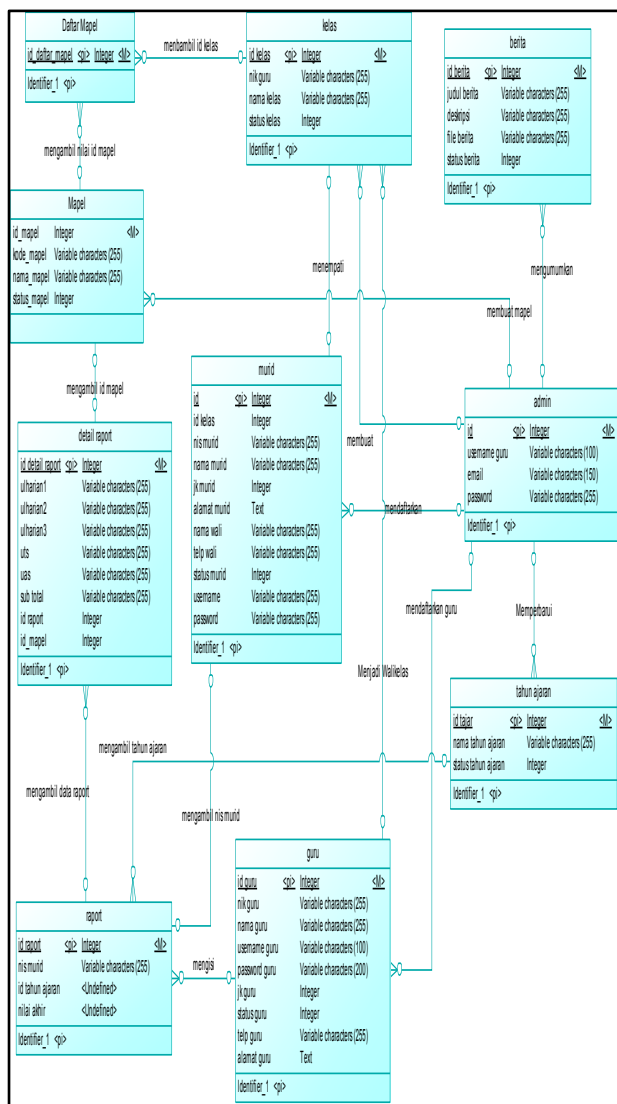 Daftar Mapel
id_daftar_mapel <pi> Integer <M>
Identifier_1 <pi>
menbambil id kelas
kelas
id kelas <pi> Integer <M>
nik guru Variable characters (255)
nama kelas Variable characters (255)
status kelas Integer
Identifier_1 <pi>
berita
id berita <pi> Integer <M>
judul berita Variable characters (255)
deskripsi Variable characters (255)
file berita Variable characters (255)
status berita Integer
Identifier_1 <pi>
mengambil nilai id mapel
Mapel
id_mapel Integer <M>
kode_mapel Variable characters (255)
nama_mapel Variable characters (255)
status_mapel Integer
menempati
mengumumkan
membuat mapel
mengambil id mapel
murid
id <pi> Integer <M>
id kelas Integer
nis murid Variable characters (255)
nama murid Variable characters (255)
jk murid Integer
alamat murid Text
nama wali Variable characters (255)
telp wali Variable characters (255)
status murid Integer
username Variable characters (255)
password Variable characters (255)
Identifier_1 <pi>
membuat
admin
id <pi> Integer <M>
username guru Variable characters (100)
email Variable characters (150)
password Variable characters (255)
Identifier_1 <pi>
mendaftarkan
detail raport
id detail raport <pi> Integer <M>
ulharian1 Variable characters (255)
ulharian2 Variable characters (255)
ulharian3 Variable characters (255)
uts Variable characters (255)
uas Variable characters (255)
sub total Variable characters (255)
id raport Integer
id_mapel Integer
Identifier_1 <pi>
mendaftarkan guru
Memperbarui
Menjadi Walikelas
tahun ajaran
id tajar <pi> Integer <M>
nama tahun ajaran Variable characters (255)
status tahun ajaran Integer
Identifier_1 <pi>
mengambil tahun ajaran
mengambil data raport
mengambil nis murid
guru
id guru <pi> Integer <M>
nik guru Variable characters (255)
nama guru Variable characters (255)
username guru Variable characters (100)
password guru Variable characters (200)
jk guru Integer
status guru Integer
telp guru Variable characters (255)
alamat guru Text
Identifier_1 <pi>
raport
id raport <pi> Integer <M>
nis murid Variable characters (255)
id tahun ajaran <Undefined>
nilai akhir <Undefined>
Identifier_1 <pi>
mengisi